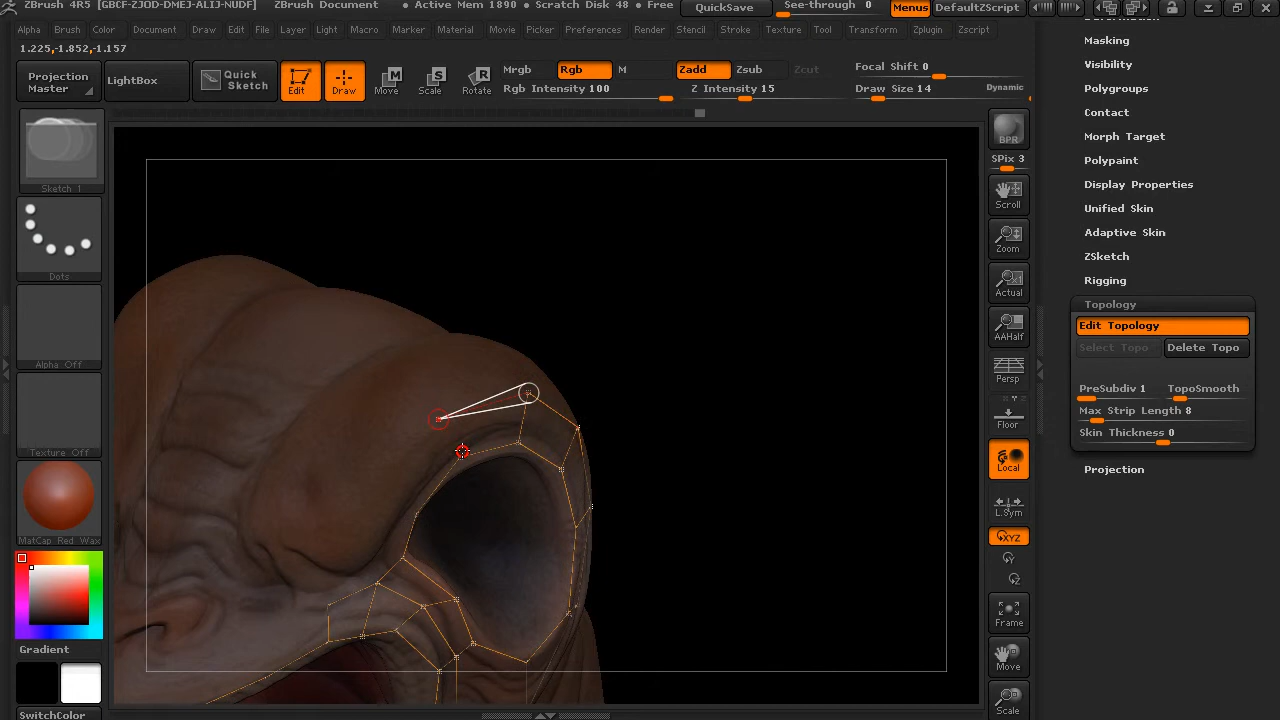 ZBrush 4R5 [GBCF-ZJOD-DMEJ-ALIJ-NUDF] ZBrush Document • Active Mem 1890 • Scratch Disk 48 • Free QuickSave See-through 0 Menus DefaultZScript
Alpha Brush Color Document Draw Edit File Layer Light Macro Marker Material Movie Picker Preferences Render Stencil Stroke Texture Tool Transform Zplugin Zscript
1.225,-1.852,-1.157
Projection Master
LightBox
Quick Sketch
Edit
Draw
Move
Scale
Rotate
Mrgb Rgb M Zadd Zsub Zcut
Rgb Intensity 100 Z Intensity 15
Focal Shift 0
Draw Size 14 Dynamic
Sketch 1
Dots
Alpha Off
Texture Off
MatCap Red Wax
Gradient
SwitchColor
BPR
SPix 3
Scroll
Zoom
Actual
AAHalf
Persp
Floor
Local
L.Sym
XYZ
Frame
Move
Scale
Masking
Visibility
Polygroups
Contact
Morph Target
Polypaint
Display Properties
Unified Skin
Adaptive Skin
ZSketch
Rigging
Topology
Edit Topology
Select Topo Delete Topo
PreSubdiv 1 TopoSmooth
Max Strip Length 8
Skin Thickness 0
Projection